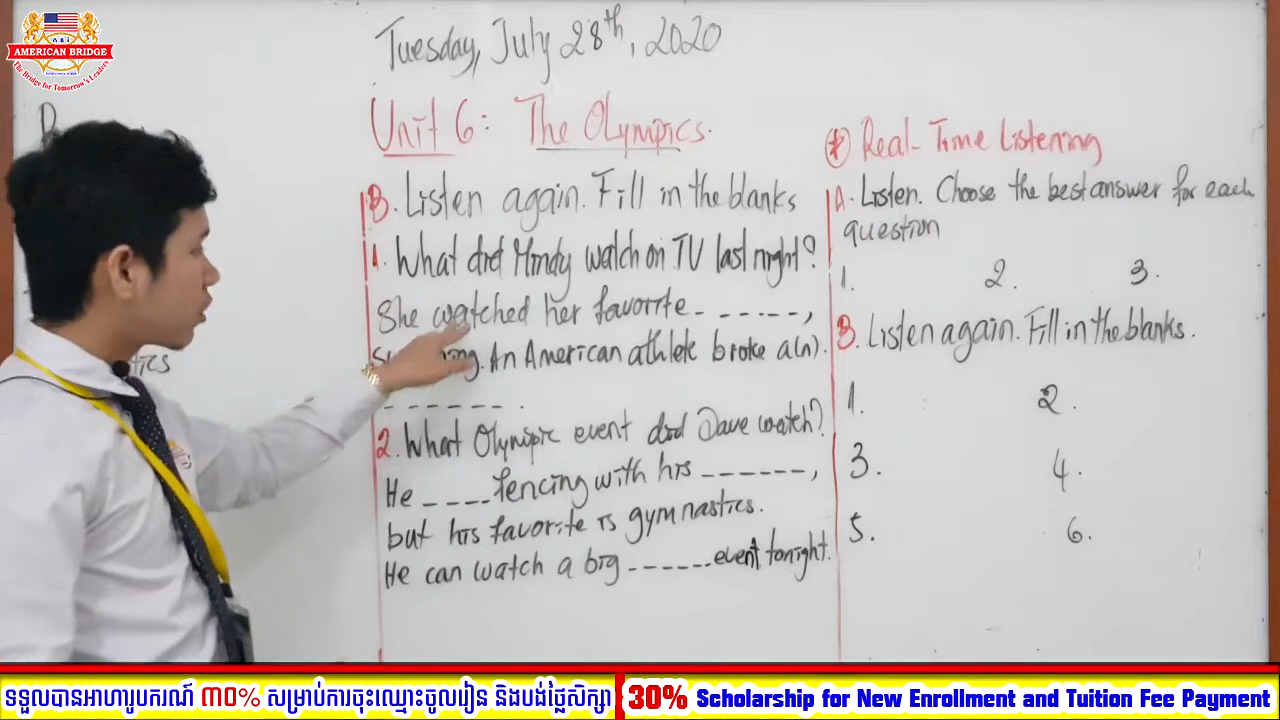 AMERICAN BRIDGE
The Bridge for Tomorrow's Leaders
Tuesday, July 28th, 2020
Unit 6: The Olympics.
B. Listen again. Fill in the blanks
1. What did Mindy watch on TV last night?
She watched her favorite - - - - - -,
An American athlete broke a(n).
- - - - - - .
2. What Olympic event did Dave watch?
He _ _ _ _ fencing with his - - - - - - -,
but his favorite is gymnastics.
He can watch a big - - - - - - event tonight.
* Real-Time Listening
A. Listen. Choose the best answer for each
question
1. 2. 3.
B. Listen again. Fill in the blanks.
1. 2.
3. 4.
5. 6.
ទទួលបានអាហារូបករណ៍ ៣០% សម្រាប់ការចុះឈ្មោះចូលរៀន និងបង់ថ្លៃសិក្សា
30% Scholarship for New Enrollment and Tuition Fee Payment